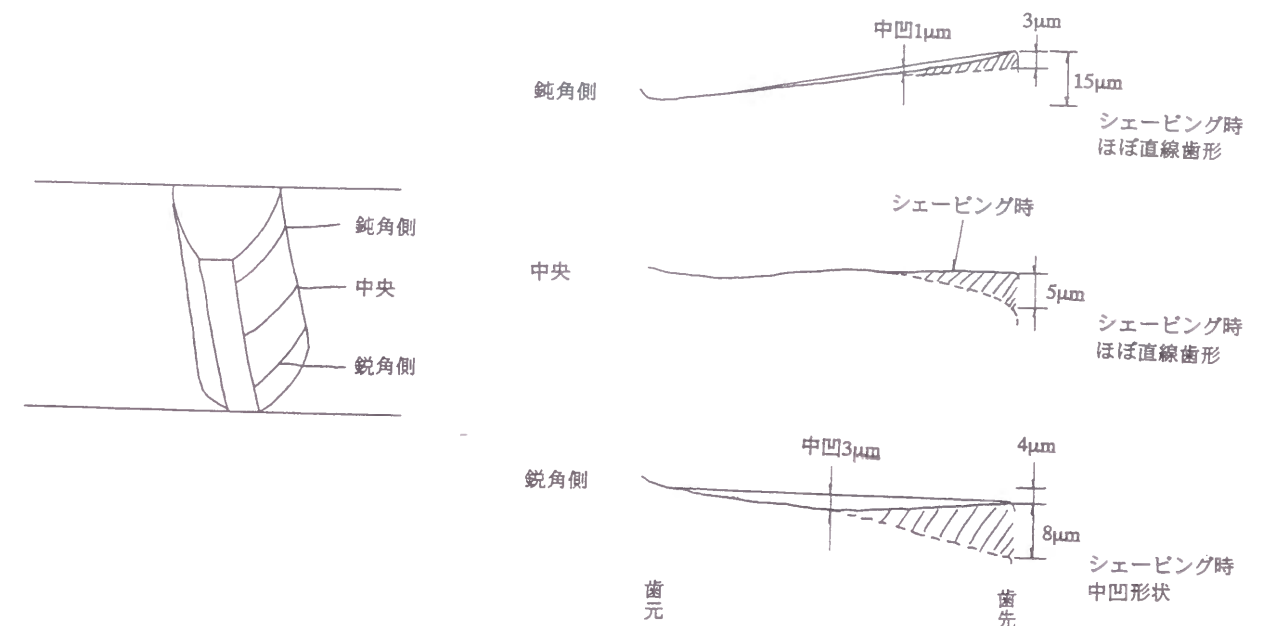 鈍角側
中央
鋭角側
鈍角側
中凹1μm
3μm
15μm
シェービング時
ほぼ直線歯形
中央
シェービング時
5μm
シェービング時
ほぼ直線歯形
鋭角側
中凹3μm
4μm
8μm
シェービング時
中凹形状
歯元
歯先